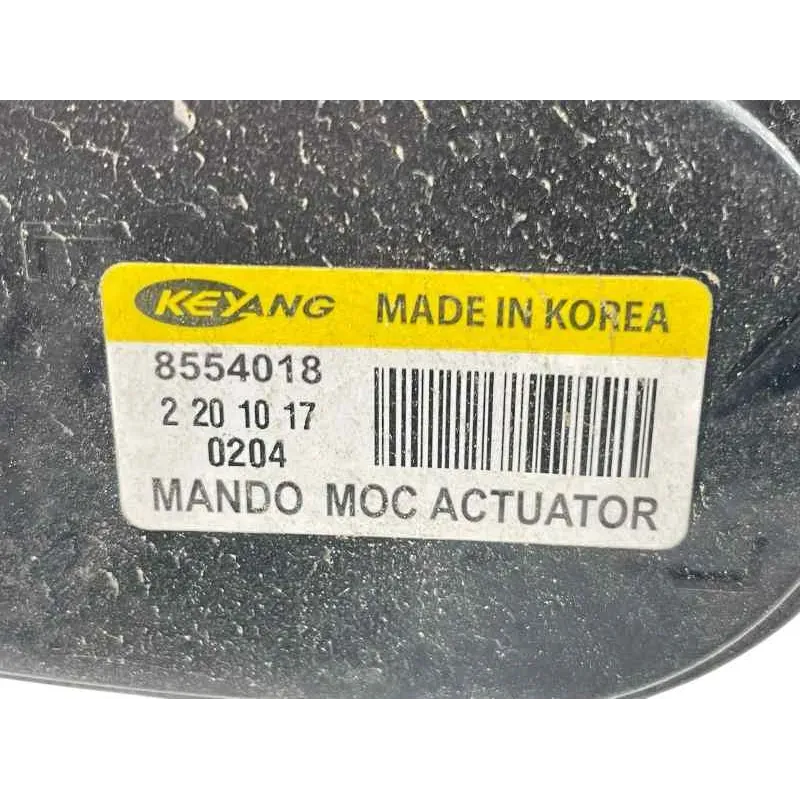 KEYANG MADE IN KOREA
8554018
2 20 10 17
0204
MANDO MOC ACTUATOR